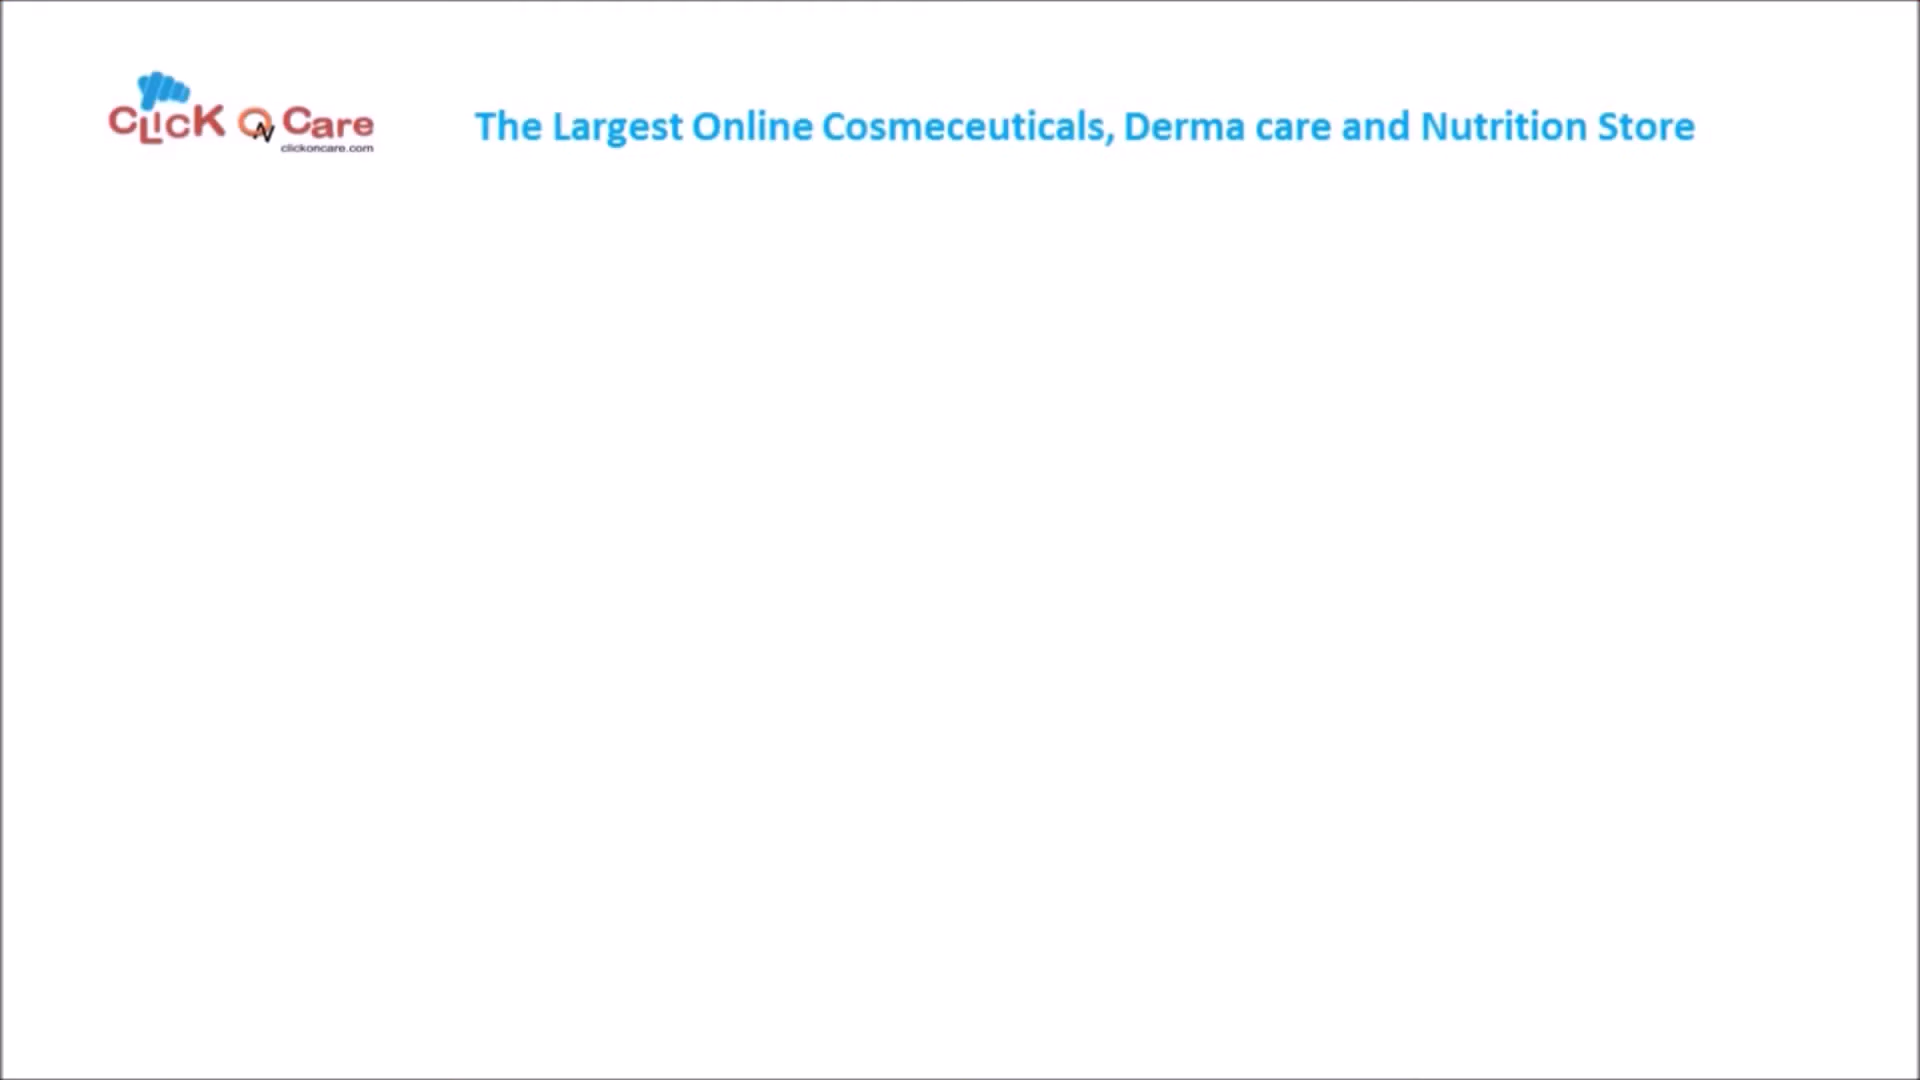 CLicK ON Care
clickoncare.com
The Largest Online Cosmeceuticals, Derma care and Nutrition Store